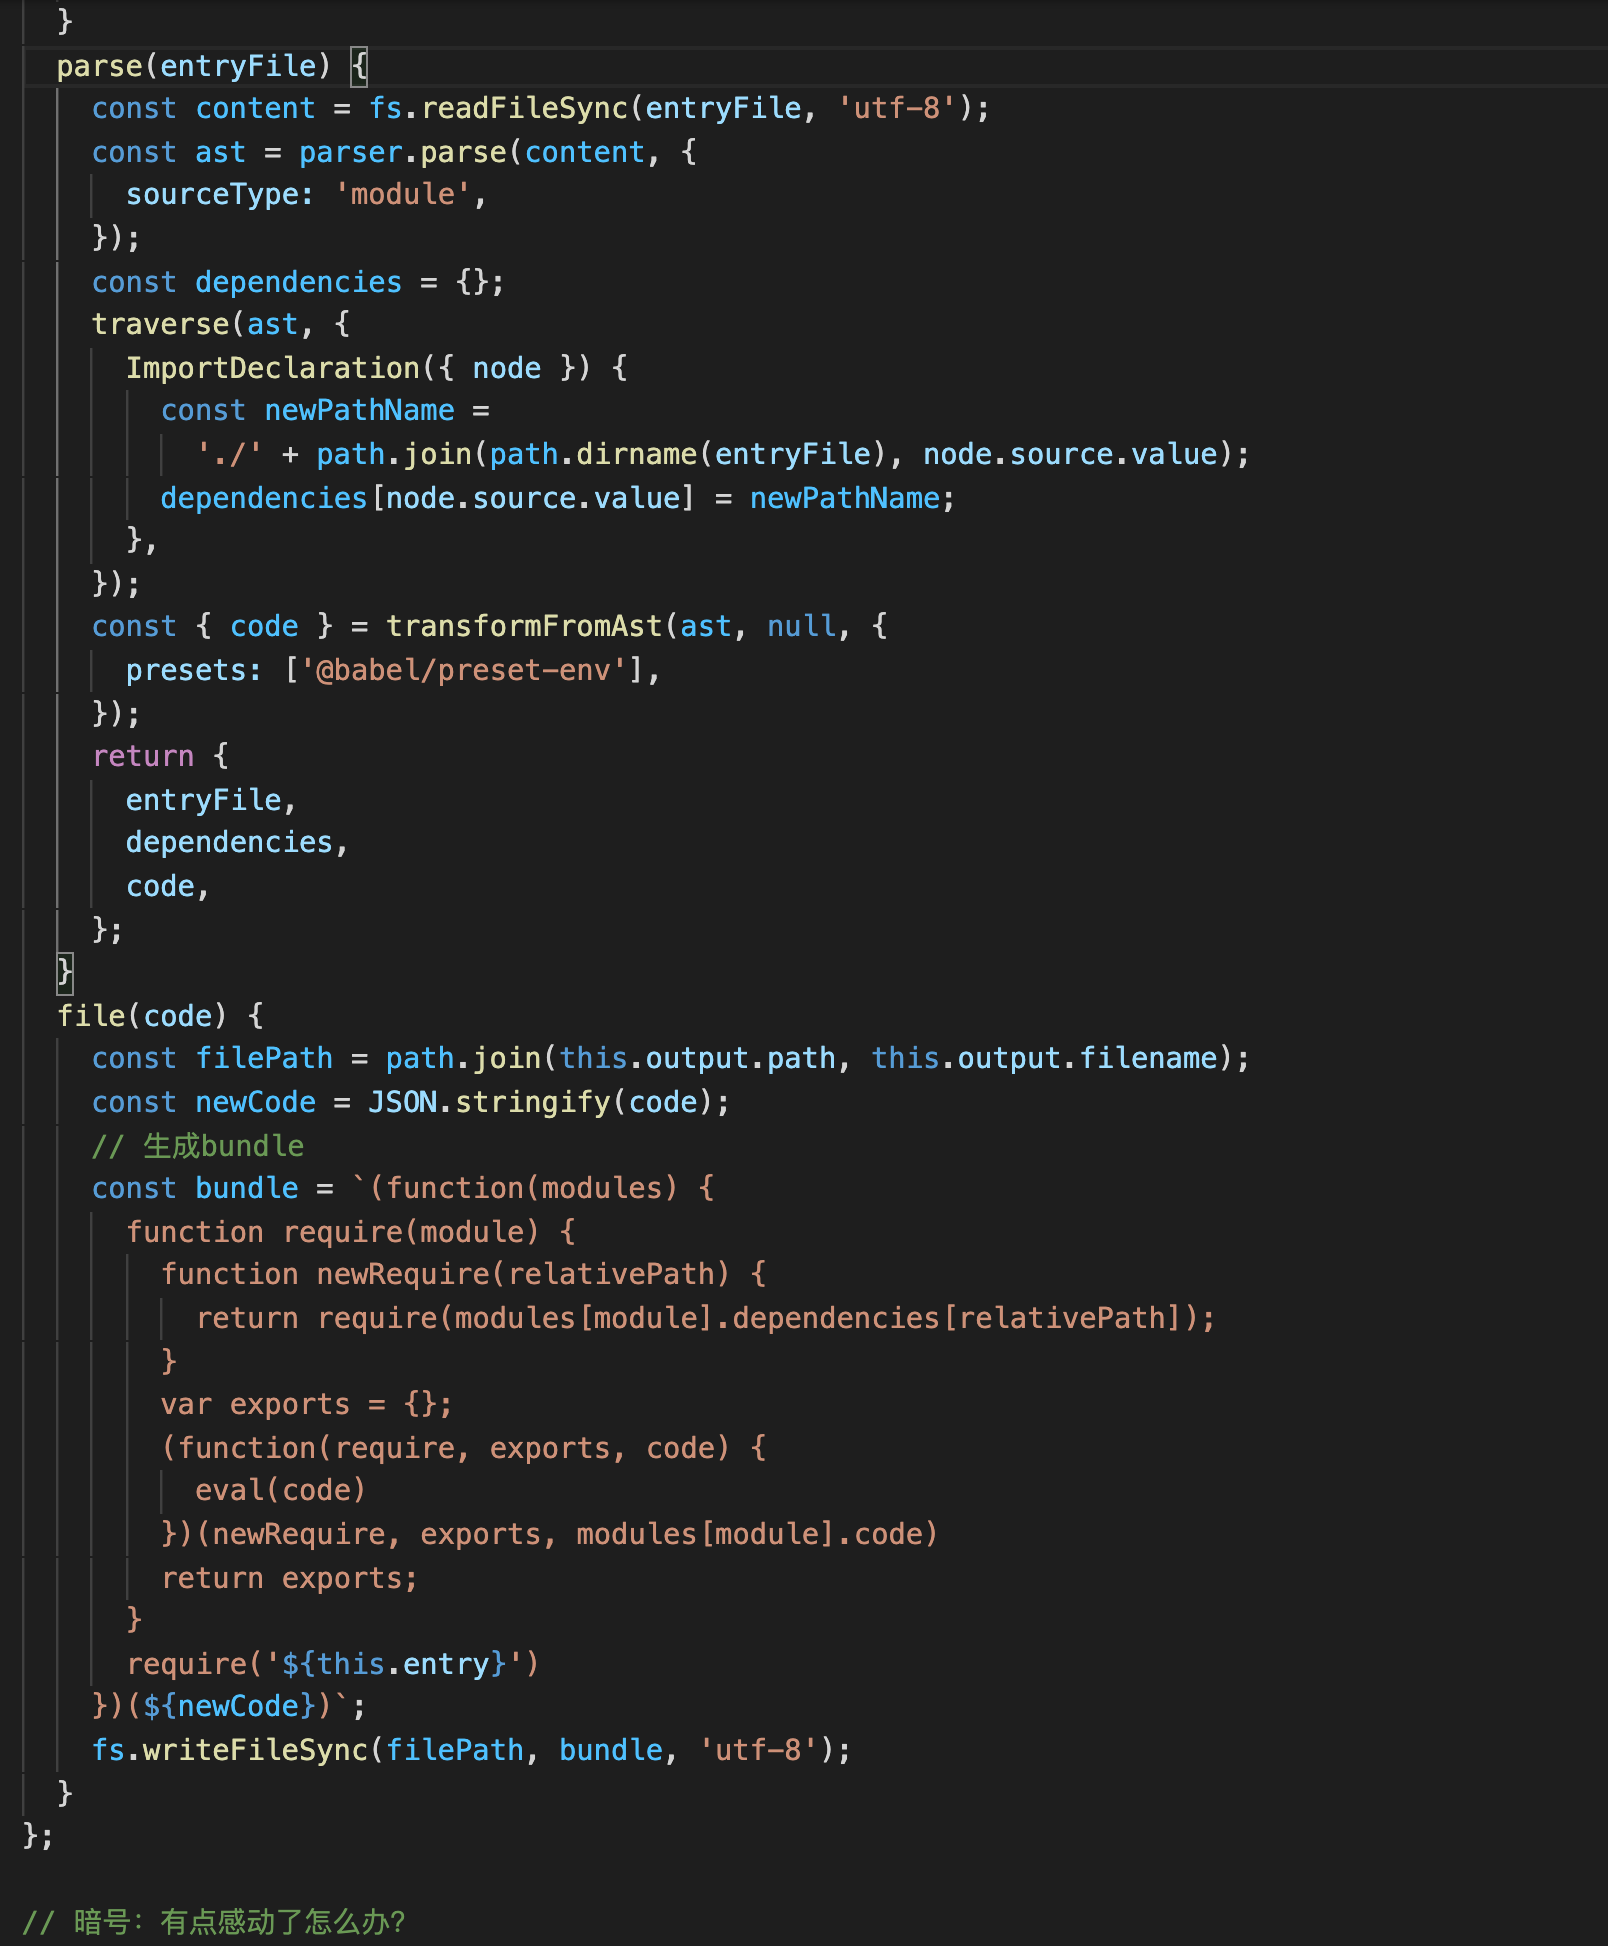 }
parse(entryFile) {
const content = fs.readFileSync(entryFile, 'utf-8');
const ast = parser.parse(content, {
sourceType: 'module',
});
const dependencies = {};
traverse(ast, {
ImportDeclaration({ node }) {
const newPathName =
'./' + path.join(path.dirname(entryFile), node.source.value);
dependencies[node.source.value] = newPathName;
},
});
const { code } = transformFromAst(ast, null, {
presets: ['@babel/preset-env'],
});
return {
entryFile,
dependencies,
code,
};
}
file(code) {
const filePath = path.join(this.output.path, this.output.filename);
const newCode = JSON.stringify(code);
// 生成bundle
const bundle = `(function(modules) {
function require(module) {
function newRequire(relativePath) {
return require(modules[module].dependencies[relativePath]);
}
var exports = {};
(function(require, exports, code) {
eval(code)
})(newRequire, exports, modules[module].code)
return exports;
}
require('${this.entry}')
})(${newCode})`;
fs.writeFileSync(filePath, bundle, 'utf-8');
}
};
// 暗号：有点感动了怎么办？